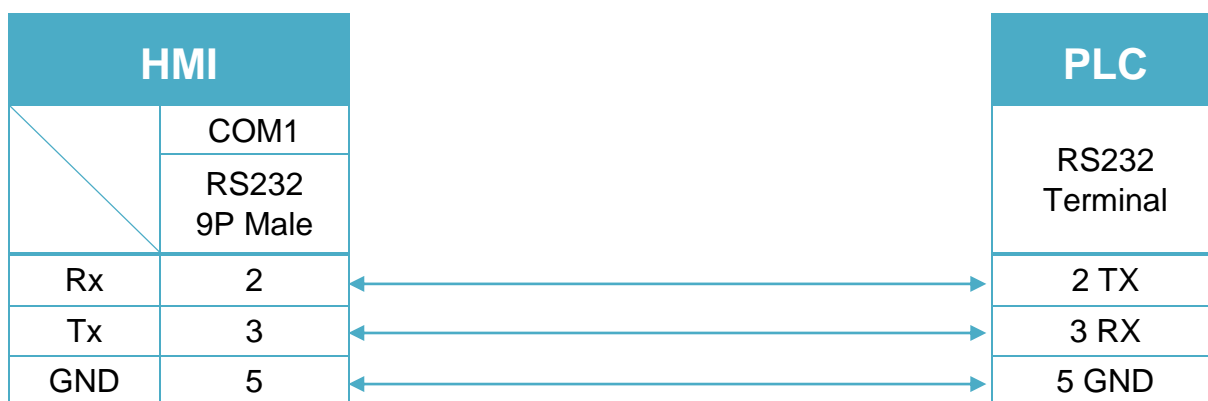 HMI
PLC
COM1
RS232
9P Male
RS232
Terminal
Rx 2 2 TX
Tx 3 3 RX
GND 5 5 GND